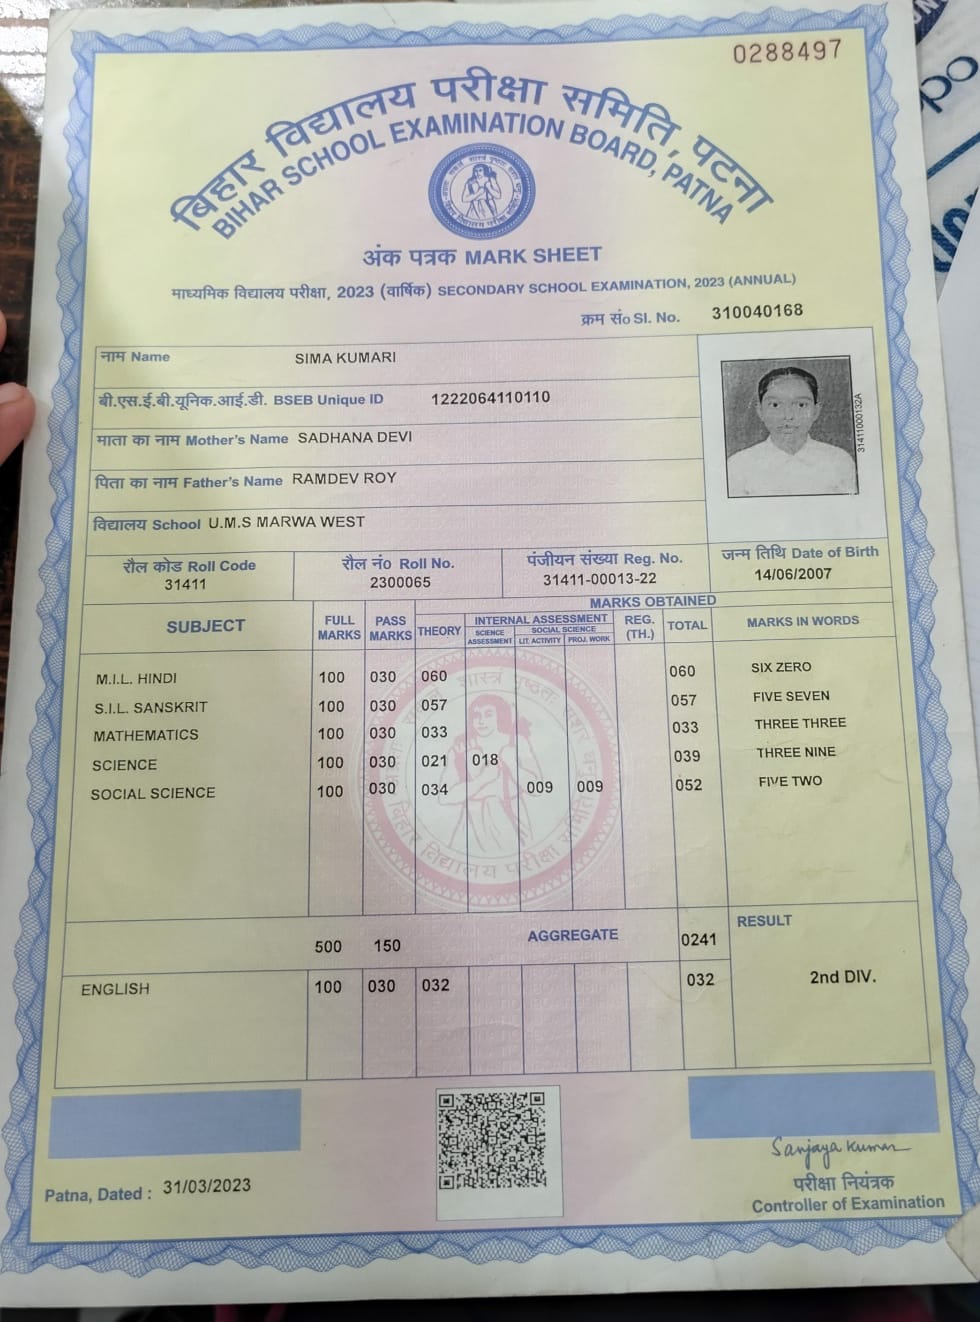 0288497
बिहार विद्यालय परीक्षा समिति, पटना
BIHAR SCHOOL EXAMINATION BOARD, PATNA
अंक पत्रक MARK SHEET
माध्यमिक विद्यालय परीक्षा, 2023 (वार्षिक) SECONDARY SCHOOL EXAMINATION, 2023 (ANNUAL)
क्रम सं० Sl. No. 310040168
नाम Name SIMA KUMARI
बी.एस.ई.बी.यूनिक.आई.डी. BSEB Unique ID 1222064110110
माता का नाम Mother's Name SADHANA DEVI
पिता का नाम Father's Name RAMDEV ROY
विद्यालय School U.M.S MARWA WEST
31411000132A
रौल कोड Roll Code रौल नं० Roll No. पंजीयन संख्या Reg. No. जन्म तिथि Date of Birth
31411 2300065 31411-00013-22 14/06/2007
SUBJECT FULL MARKS PASS MARKS MARKS OBTAINED
THEORY INTERNAL ASSESSMENT REG. (TH.) TOTAL MARKS IN WORDS
SCIENCE ASSESSMENT SOCIAL SCIENCE LIT. ACTIVITY PROJ. WORK
M.I.L. HINDI 100 030 060 060 SIX ZERO
S.I.L. SANSKRIT 100 030 057 057 FIVE SEVEN
MATHEMATICS 100 030 033 033 THREE THREE
SCIENCE 100 030 021 018 039 THREE NINE
SOCIAL SCIENCE 100 030 034 009 009 052 FIVE TWO
बिहार विद्यालय परीक्षा समिति
500 150 AGGREGATE 0241 RESULT
ENGLISH 100 030 032 032 2nd DIV.
Sanjaya Kumar
Patna, Dated : 31/03/2023
परीक्षा नियंत्रक
Controller of Examination